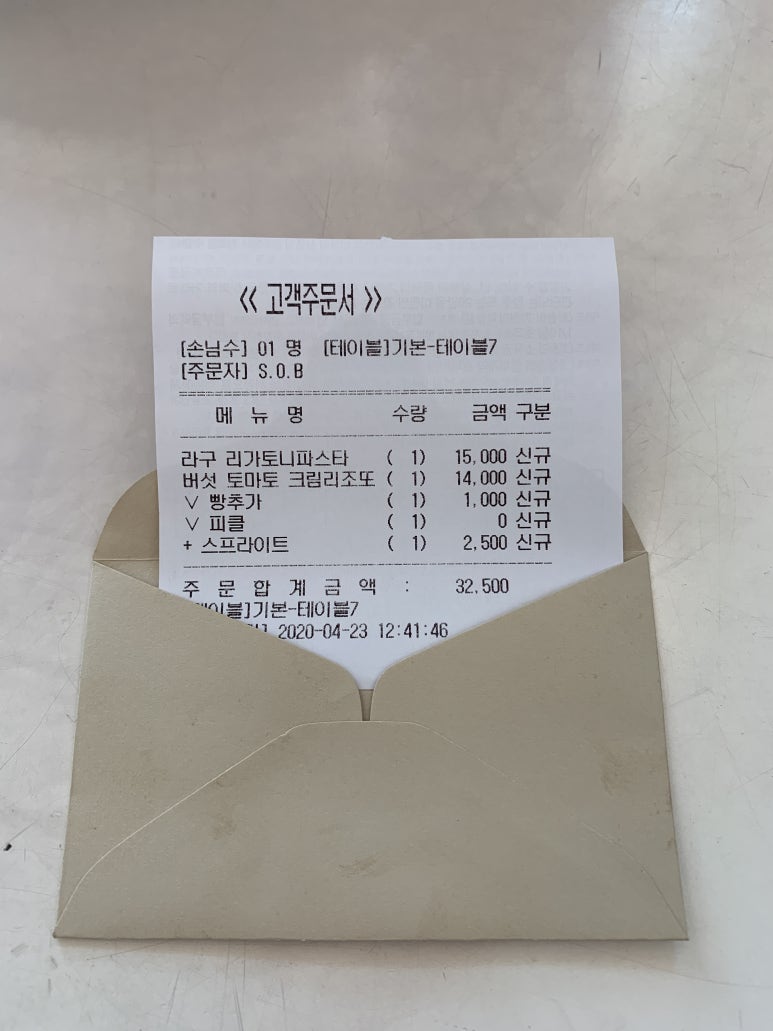 << 고객주문서 >>
[손님수] 01 명 [테이블]기본-테이블7
[주문자] S.O.B
메 뉴 명 수량 금액 구분
라구 리가토니파스타 ( 1) 15,000 신규
버섯 토마토 크림리조또 ( 1) 14,000 신규
∨ 빵추가 ( 1) 1,000 신규
∨ 피클 ( 1) 0 신규
+ 스프라이트 ( 1) 2,500 신규
주 문 합 계 금 액 : 32,500
[테이블]기본-테이블7
2020-04-23 12:41:46